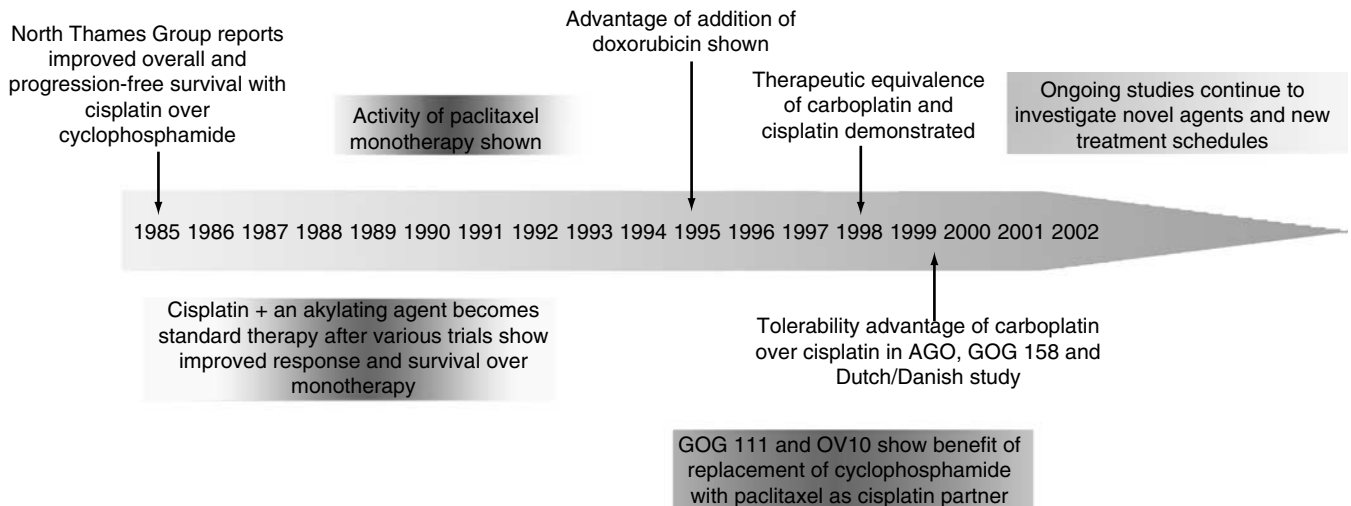 North Thames Group reports
improved overall and
progression-free survival with
cisplatin over
cyclophosphamide
Activity of paclitaxel
monotherapy shown
Advantage of addition of
doxorubicin shown
Therapeutic equivalence
of carboplatin and
cisplatin demonstrated
Ongoing studies continue to
investigate novel agents and new
treatment schedules
1985 1986 1987 1988 1989 1990 1991 1992 1993 1994 1995 1996 1997 1998 1999 2000 2001 2002
Cisplatin + an akylating agent becomes
standard therapy after various trials show
improved response and survival over
monotherapy
Tolerability advantage of carboplatin
over cisplatin in AGO, GOG 158 and
Dutch/Danish study
GOG 111 and OV10 show benefit of
replacement of cyclophosphamide
with paclitaxel as cisplatin partner